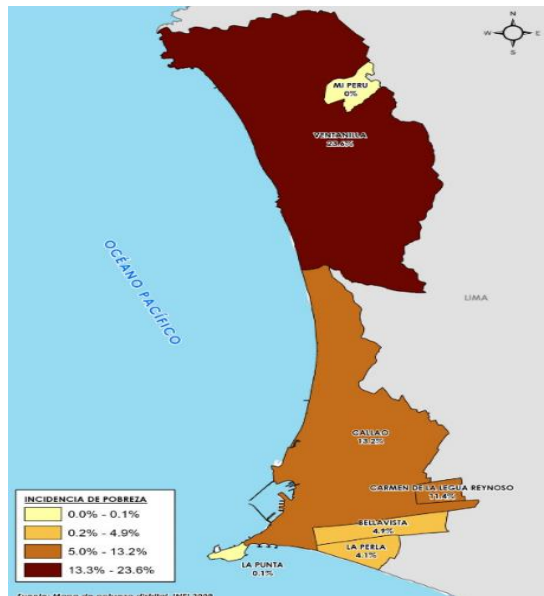 N
W E
S
MI PERU
0%
VENTANILLA
23.6%
OCÉANO PACÍFICO
LIMA
CALLAO
13.2%
CARMEN DE LA LEGUA REYNOSO
11.4%
BELLAVISTA
4.9%
LA PERLA
4.1%
LA PUNTA
0.1%
INCIDENCIA DE POBREZA
0.0% - 0.1%
0.2% - 4.9%
5.0% - 13.2%
13.3% - 23.6%